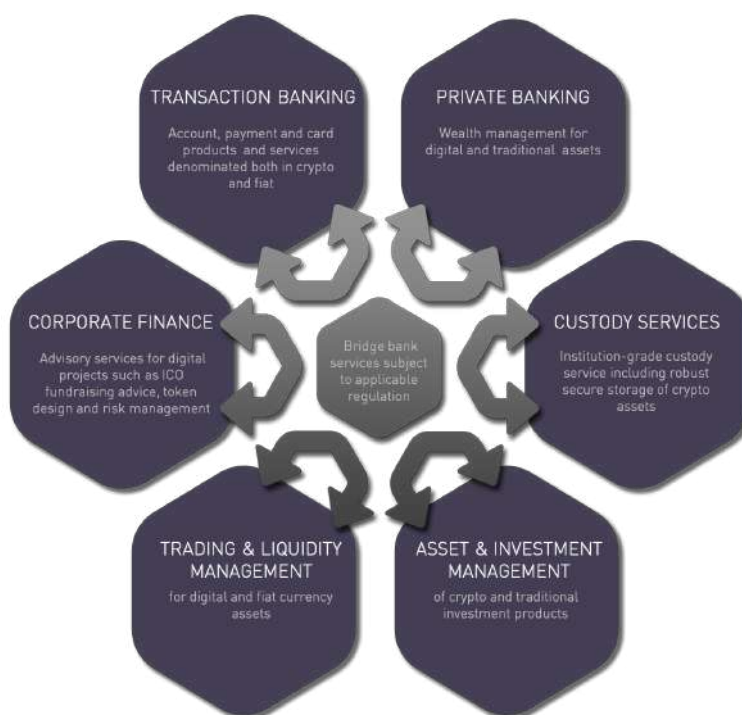 TRANSACTION BANKING
Account, payment and card
products and services
denominated both in crypto
and fiat
PRIVATE BANKING
Wealth management for
digital and traditional assets
CORPORATE FINANCE
Advisory services for digital
projects such as ICO
fundraising advice, token
design and risk management
Bridge bank
services subject
to applicable
regulation
CUSTODY SERVICES
Institution-grade custody
service including robust
secure storage of crypto
assets
TRADING & LIQUIDITY
MANAGEMENT
for digital and fiat currency
assets
ASSET & INVESTMENT
MANAGEMENT
of crypto and traditional
investment products